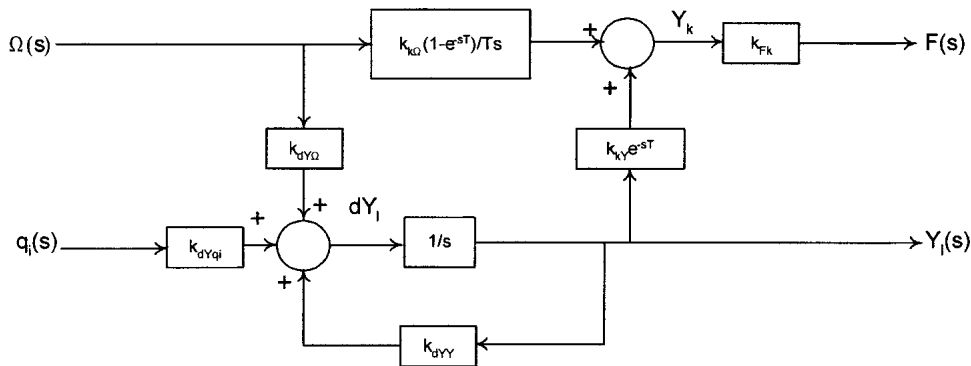 Ω(s)
k_kΩ(1-e^-sT)/Ts
+
Y_k
k_Fk
F(s)
+
k_kYe^-sT
k_dYΩ
+
dY_l
q_i(s)
k_dYqi
+
1/s
Y_l(s)
+
k_dYY